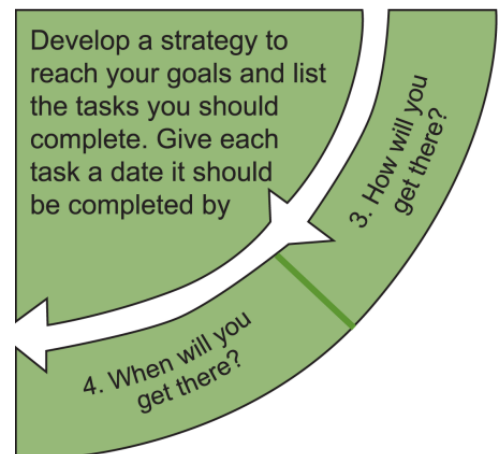 Develop a strategy to
reach your goals and list
the tasks you should
complete. Give each
task a date it should
be completed by
3. How will you
get there?
4. When will you
get there?